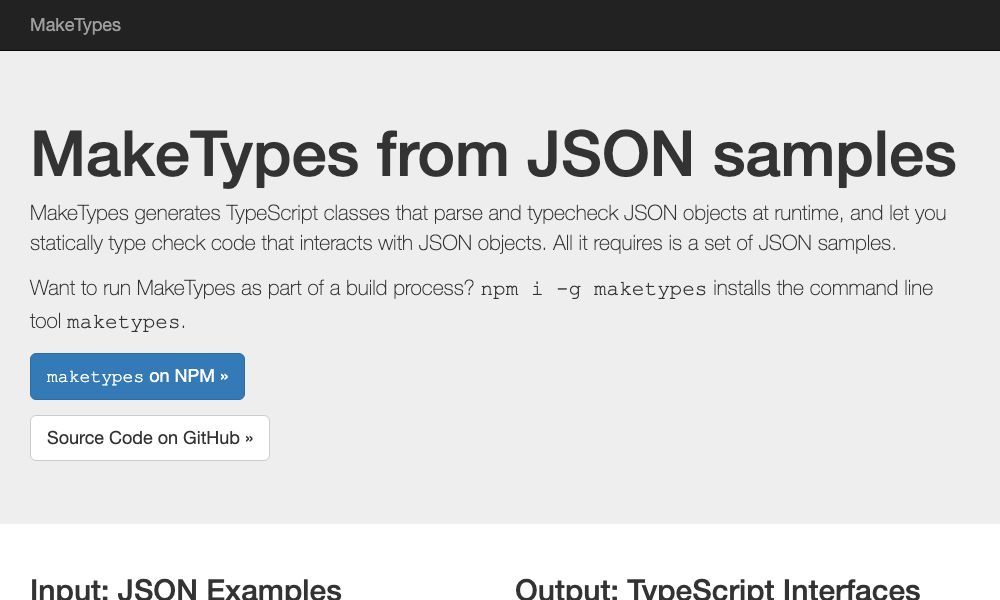 MakeTypes
MakeTypes from JSON samples
MakeTypes generates TypeScript classes that parse and typecheck JSON objects at runtime, and let you
statically type check code that interacts with JSON objects. All it requires is a set of JSON samples.
Want to run MakeTypes as part of a build process? npm i -g maketypes installs the command line
tool maketypes.
maketypes on NPM »
Source Code on GitHub »
Input: JSON Examples
Output: TypeScript Interfaces